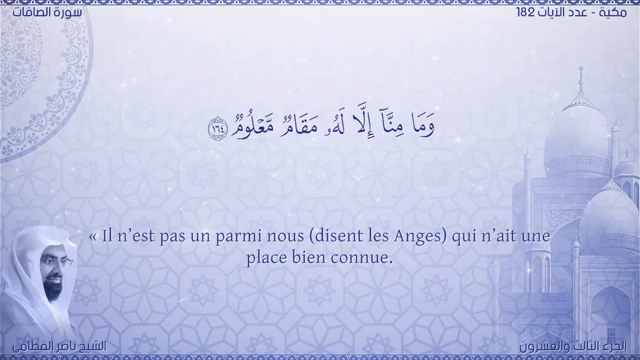 سورة الصافات
مكية - عدد الآيات 182
وَمَا مِنَّآ إِلَّا لَهُۥ مَقَامٌ مَّعْلُومٌ ١٦٤
« Il n’est pas un parmi nous (disent les Anges) qui n’ait une
place bien connue.
الشيخ ناصر القطامي
الجزء الثالث والعشرون